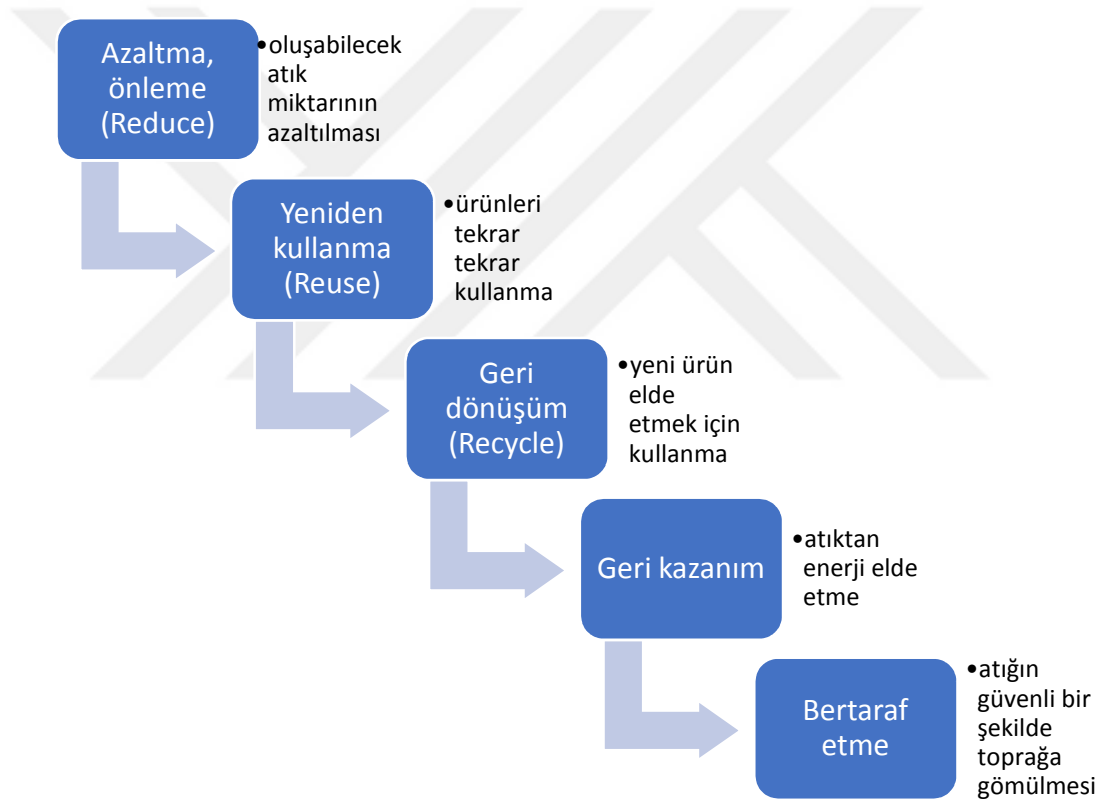 Azaltma,
önleme
(Reduce)
•oluşabilecek
atık
miktarının
azaltılması
Yeniden
kullanma
(Reuse)
•ürünleri
tekrar
tekrar
kullanma
Geri
dönüşüm
(Recycle)
•yeni ürün
elde
etmek için
kullanma
Geri kazanım
•atıktan
enerji elde
etme
Bertaraf
etme
•atığın
güvenli bir
şekilde
toprağa
gömülmesi